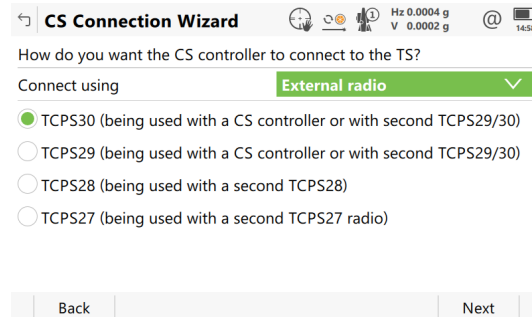 CS Connection Wizard
1
Hz 0.0004 g
V 0.0002 g
@
How do you want the CS controller to connect to the TS?
Connect using External radio
TCPS30 (being used with a CS controller or with second TCPS29/30)
TCPS29 (being used with a CS controller or with second TCPS29/30)
TCPS28 (being used with a second TCPS28)
TCPS27 (being used with a second TCPS27 radio)
Back Next